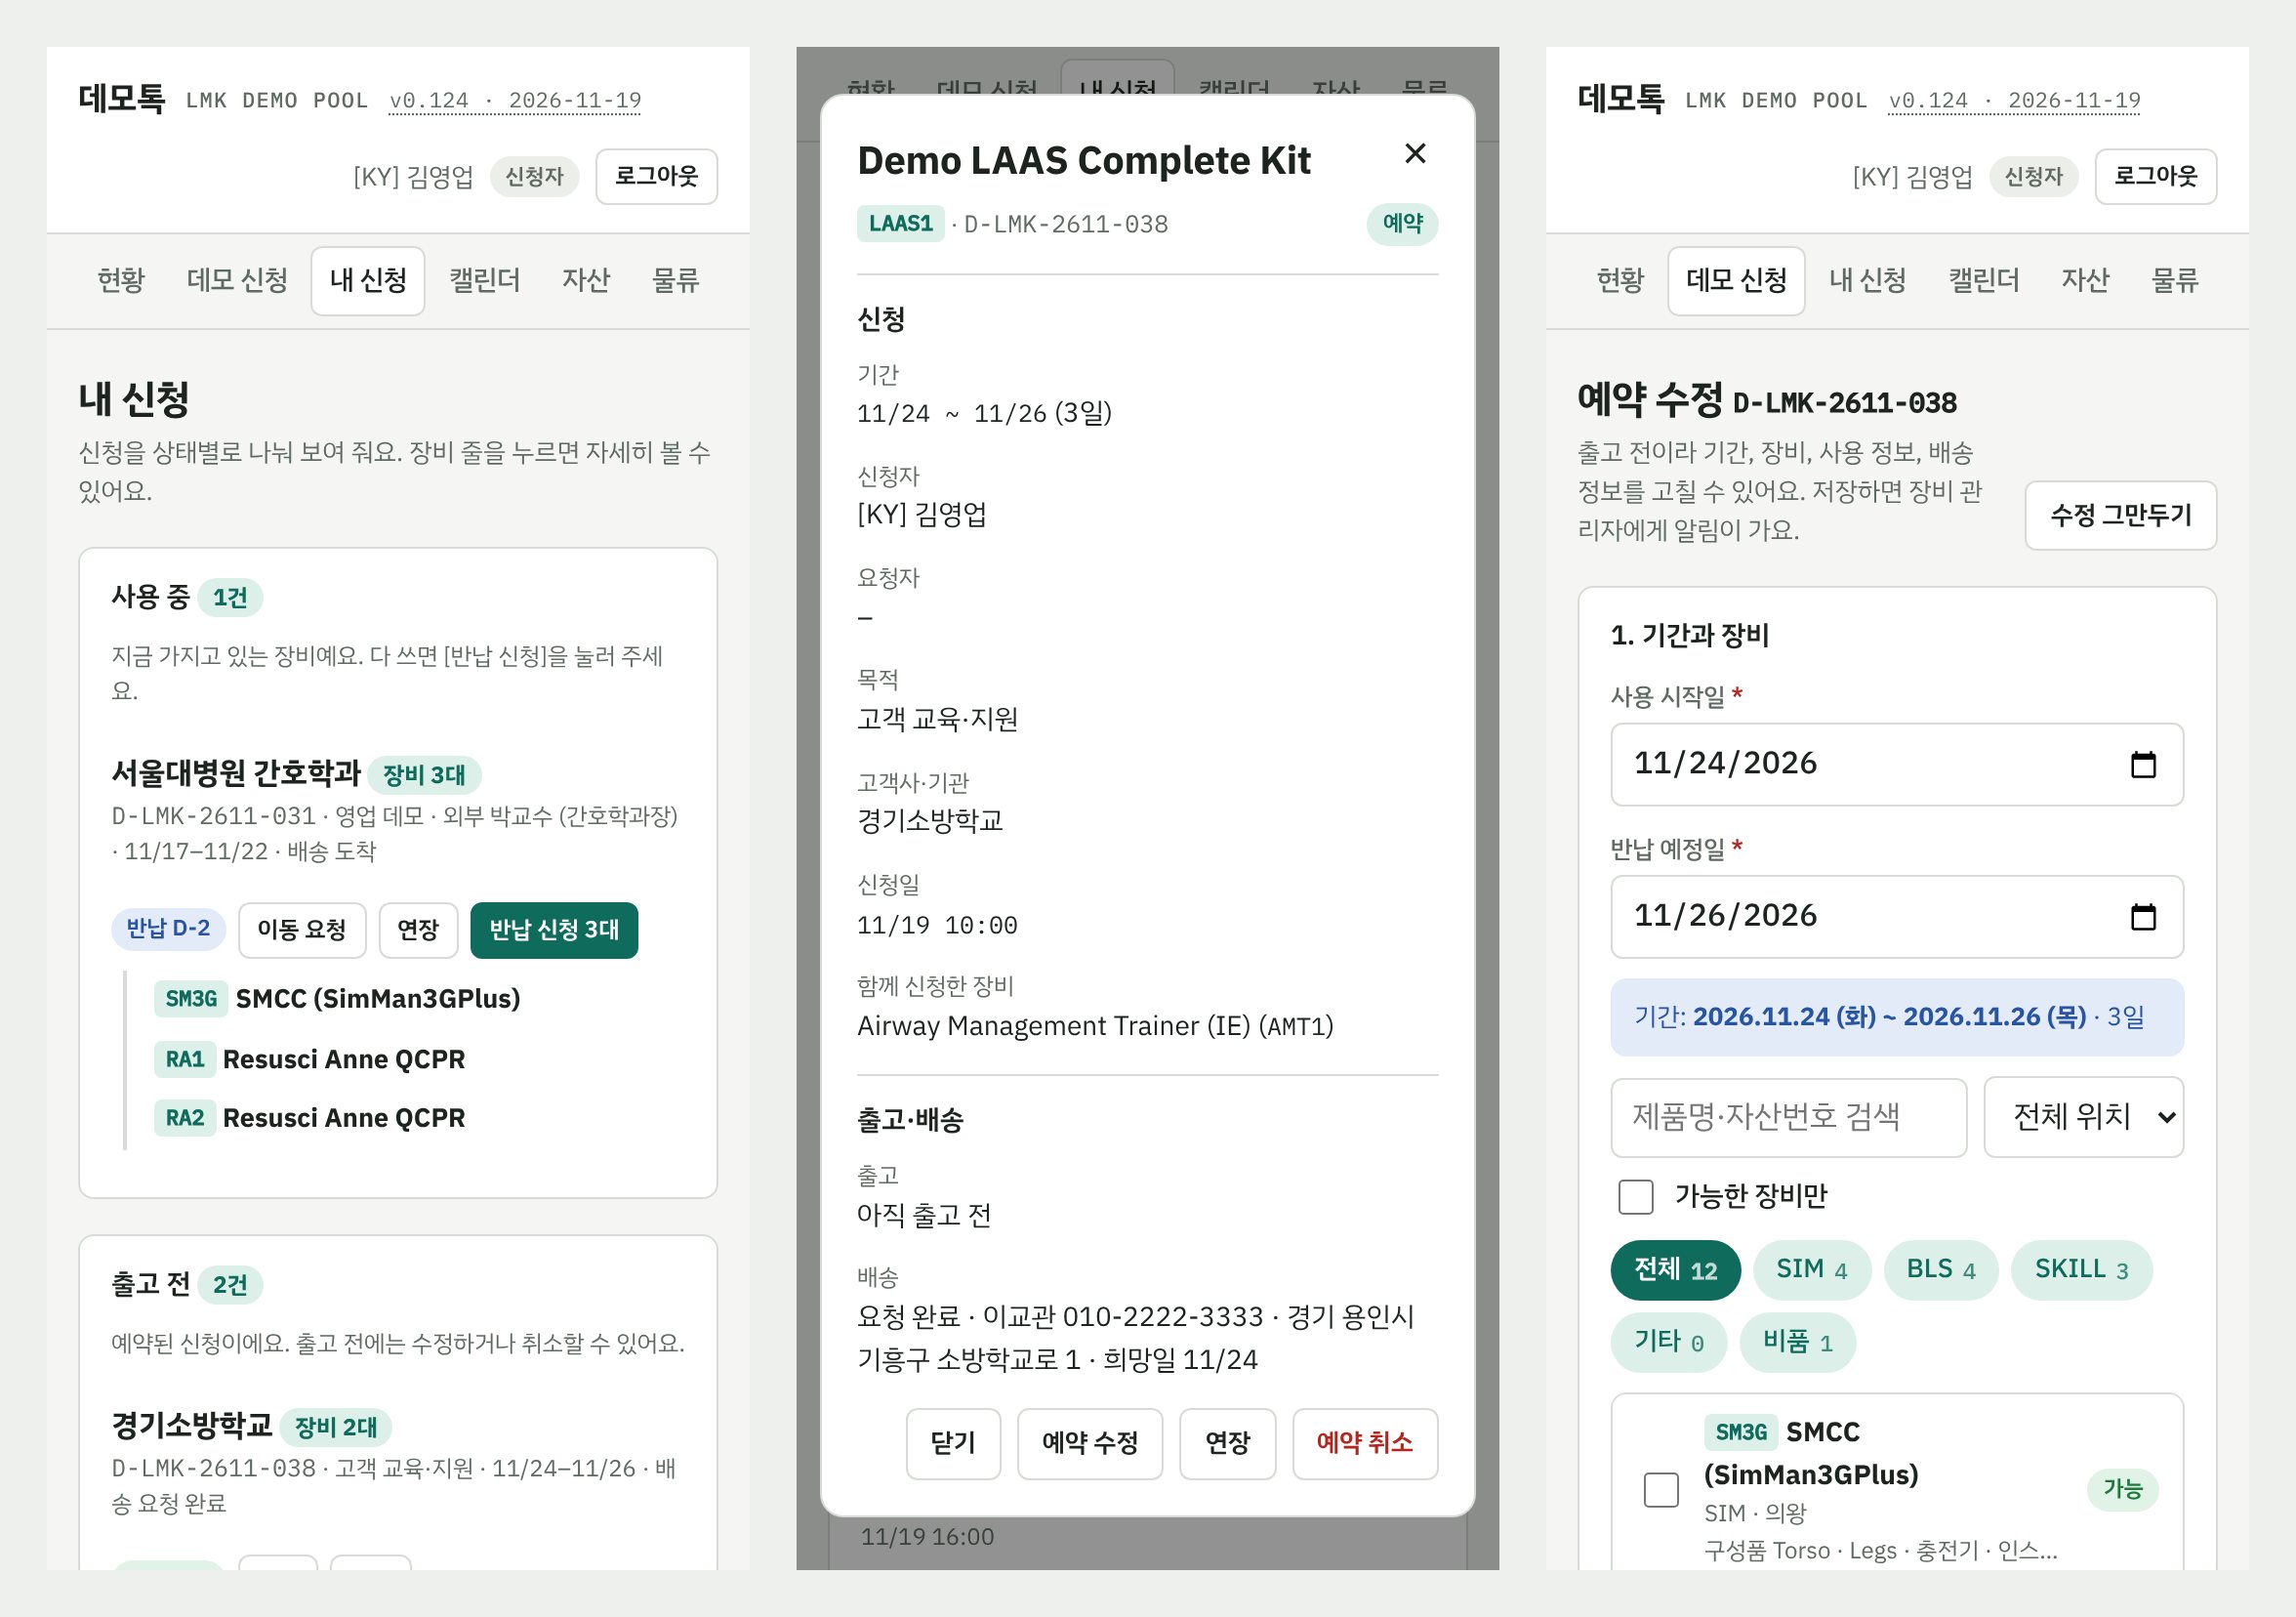 데모톡 LMK DEMO POOL v0.124 · 2026-11-19
[KY] 김영업 신청자 로그아웃
현황 데모 신청 내 신청 캘린더 자산 물류
내 신청
신청을 상태별로 나눠 보여 줘요. 장비 줄을 누르면 자세히 볼 수
있어요.
사용 중 1건
지금 가지고 있는 장비예요. 다 쓰면 [반납 신청]을 눌러 주세
요.
서울대병원 간호학과 장비 3대
D-LMK-2611-031 · 영업 데모 · 외부 박교수 (간호학과장)
· 11/17–11/22 · 배송 도착
반납 D-2 이동 요청 연장 반납 신청 3대
SM3G SMCC (SimMan3GPlus)
RA1 Resusci Anne QCPR
RA2 Resusci Anne QCPR
출고 전 2건
예약된 신청이에요. 출고 전에는 수정하거나 취소할 수 있어요.
경기소방학교 장비 2대
D-LMK-2611-038 · 고객 교육·지원 · 11/24–11/26 · 배
송 요청 완료
현황 데모 신청 내 신청 캘린더 자산 물류
Demo LAAS Complete Kit ✕
LAAS1 · D-LMK-2611-038 예약
신청
기간
11/24 ~ 11/26 (3일)
신청자
[KY] 김영업
요청자
–
목적
고객 교육·지원
고객사·기관
경기소방학교
신청일
11/19 10:00
함께 신청한 장비
Airway Management Trainer (IE) (AMT1)
출고·배송
출고
아직 출고 전
배송
요청 완료 · 이교관 010-2222-3333 · 경기 용인시
기흥구 소방학교로 1 · 희망일 11/24
닫기 예약 수정 연장 예약 취소
11/19 16:00
데모톡 LMK DEMO POOL v0.124 · 2026-11-19
[KY] 김영업 신청자 로그아웃
현황 데모 신청 내 신청 캘린더 자산 물류
예약 수정 D-LMK-2611-038
출고 전이라 기간, 장비, 사용 정보, 배송
정보를 고칠 수 있어요. 저장하면 장비 관
리자에게 알림이 가요.
수정 그만두기
1. 기간과 장비
사용 시작일 *
11/24/2026
반납 예정일 *
11/26/2026
기간: 2026.11.24 (화) ~ 2026.11.26 (목) · 3일
제품명·자산번호 검색 전체 위치
가능한 장비만
전체 12 SIM 4 BLS 4 SKILL 3
기타 0 비품 1
SM3G SMCC
(SimMan3GPlus)
가능
SIM · 의왕
구성품 Torso · Legs · 충전기 · 인스...